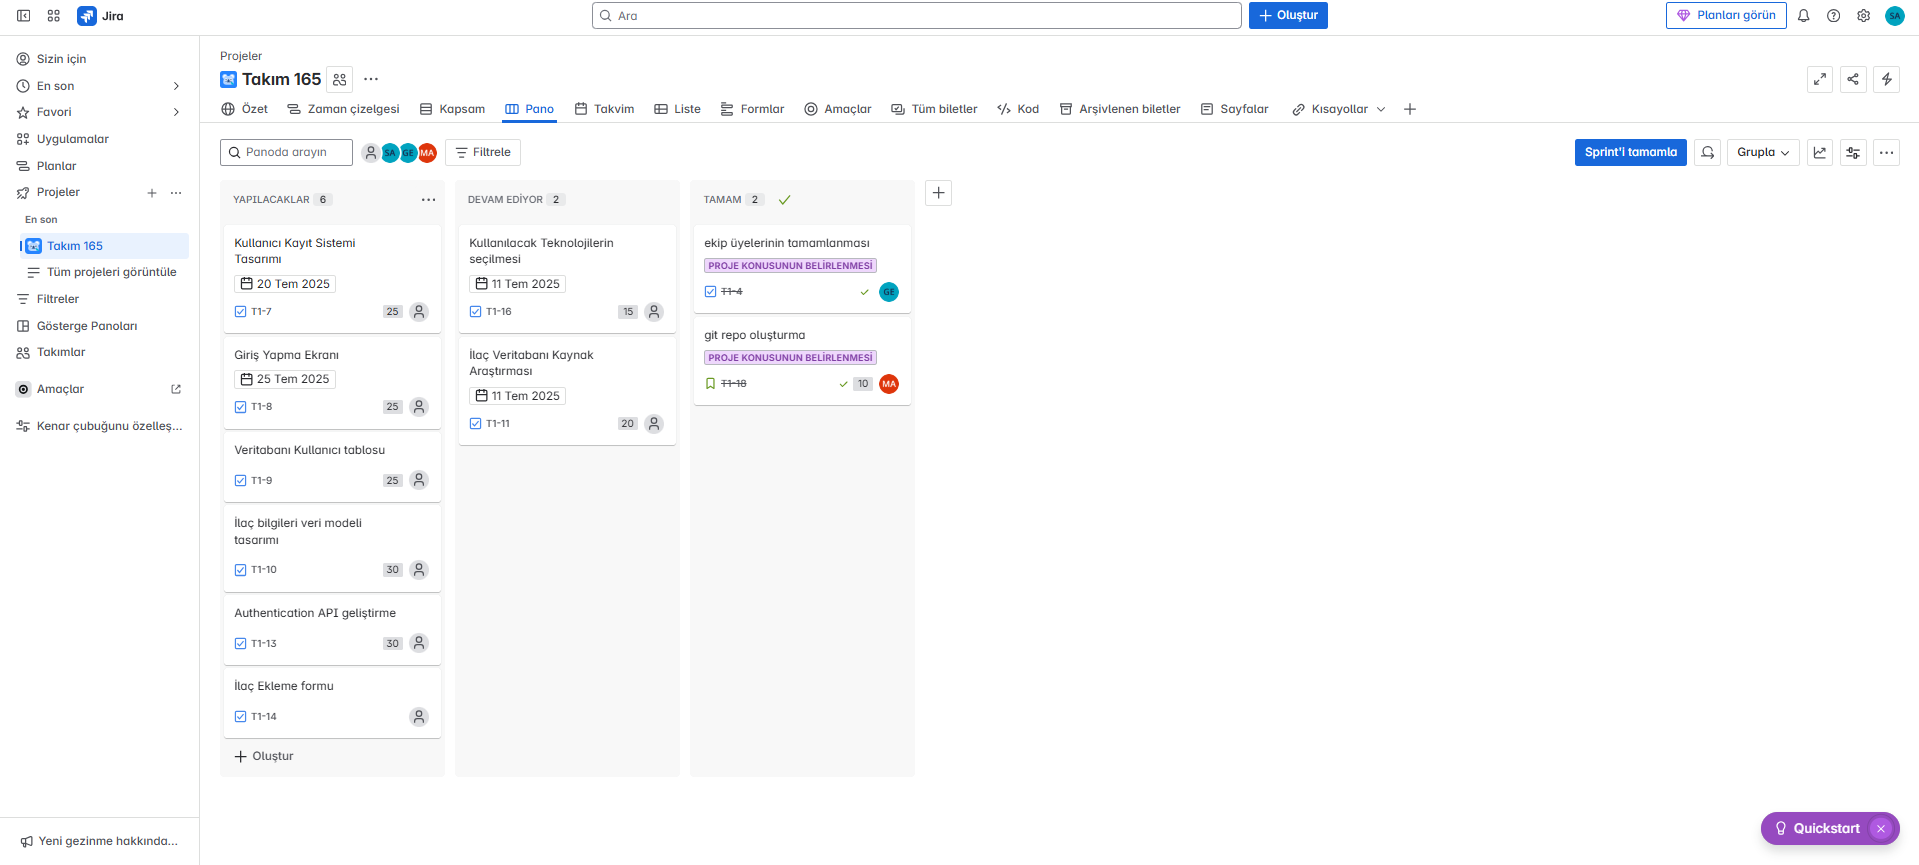 Jira
Ara
Oluştur
Planları görün
SA
Sizin için
En son
Favori
Uygulamalar
Planlar
Projeler
En son
Takım 165
Tüm projeleri görüntüle
Filtreler
Gösterge Panoları
Takımlar
Amaçlar
Kenar çubuğunu özelleş...
Yeni gezinme hakkında...
Projeler
Takım 165
Özet
Zaman çizelgesi
Kapsam
Pano
Takvim
Liste
Formlar
Amaçlar
Tüm biletler
Kod
Arşivlenen biletler
Sayfalar
Kısayollar
Panoda arayın
SA
GE
MA
Filtrele
Sprint'i tamamla
Grupla
YAPILACAKLAR 6
Kullanıcı Kayıt Sistemi
Tasarımı
20 Tem 2025
T1-7 25
Giriş Yapma Ekranı
25 Tem 2025
T1-8 25
Veritabanı Kullanıcı tablosu
T1-9 25
İlaç bilgileri veri modeli
tasarımı
T1-10 30
Authentication API geliştirme
T1-13 30
İlaç Ekleme formu
T1-14
Oluştur
DEVAM EDİYOR 2
Kullanılacak Teknolojilerin
seçilmesi
11 Tem 2025
T1-16 15
İlaç Veritabanı Kaynak
Araştırması
11 Tem 2025
T1-11 20
TAMAM 2
ekip üyelerinin tamamlanması
PROJE KONUSUNUN BELİRLENMESİ
T1-4 GE
git repo oluşturma
PROJE KONUSUNUN BELİRLENMESİ
T1-18 10 MA
Quickstart